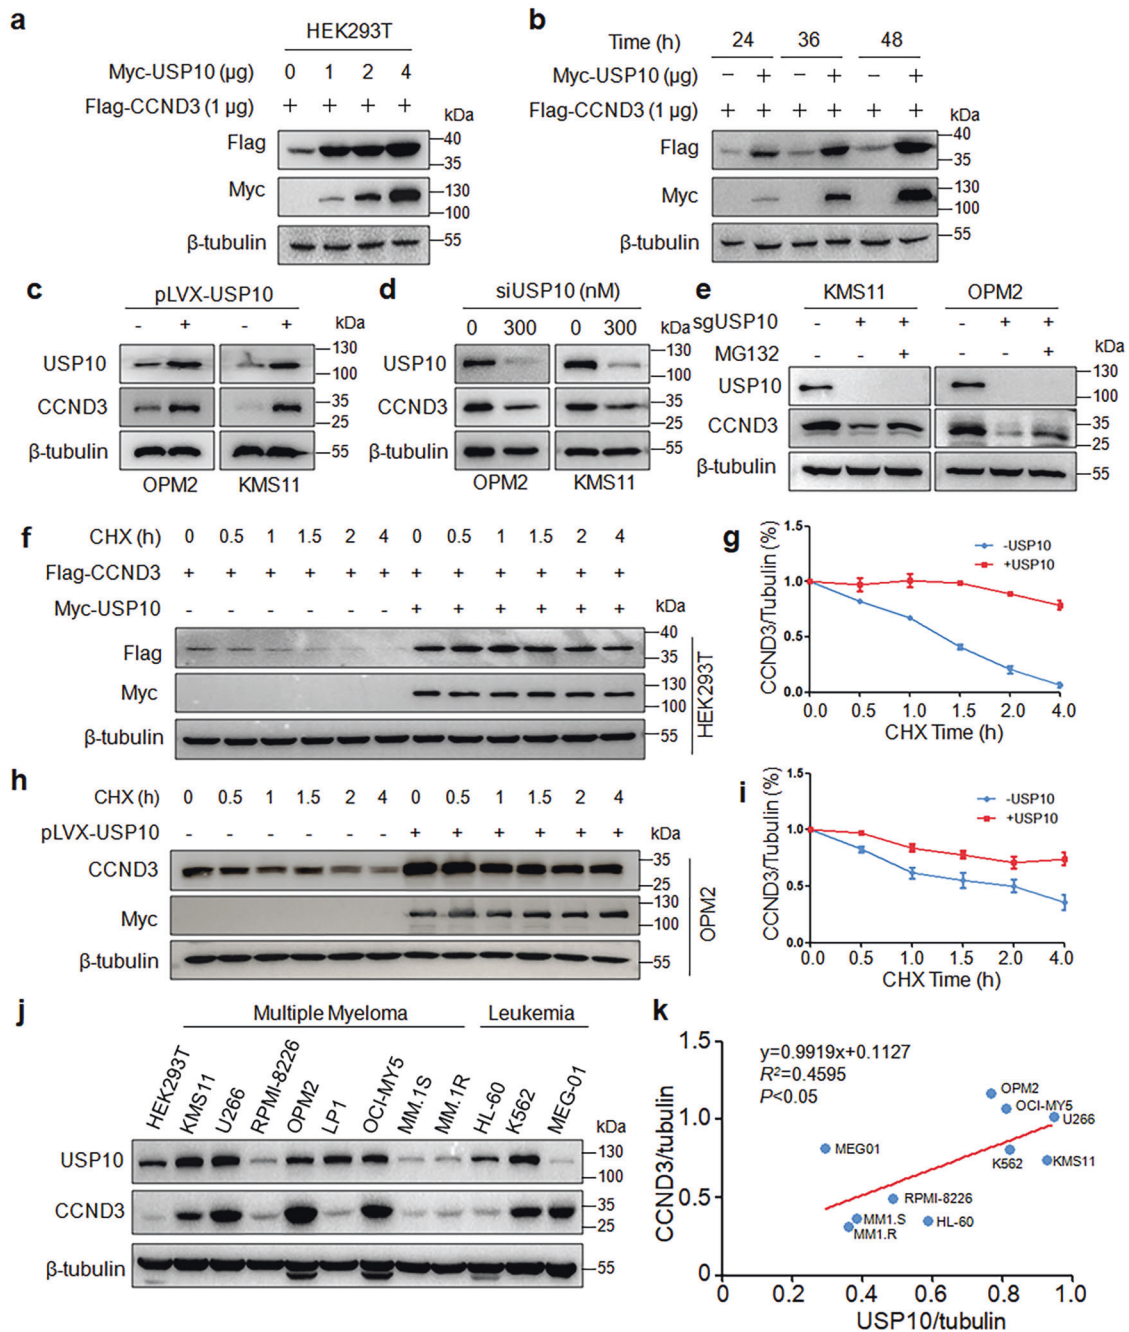 a
HEK293T
Myc-USP10 (μg) 0 1 2 4
Flag-CCND3 (1 μg) + + + +
kDa
Flag 40
35
Myc 130
100
β-tubulin 55
b
Time (h) 24 36 48
Myc-USP10 (μg) − + − + − +
Flag-CCND3 (1 μg) + + + + + +
kDa
Flag 40
35
Myc 130
100
β-tubulin 55
c
pLVX-USP10
- + - + kDa
USP10 130
100
CCND3 35
25
β-tubulin 55
OPM2 KMS11
d
siUSP10 (nM)
0 300 0 300 kDa
USP10 130
100
CCND3 35
25
β-tubulin 55
OPM2 KMS11
e
KMS11 OPM2
sgUSP10 - + + - + +
MG132 - - + - - + kDa
USP10 130
100
CCND3 35
25
β-tubulin 55
f
CHX (h) 0 0.5 1 1.5 2 4 0 0.5 1 1.5 2 4
Flag-CCND3 + + + + + + + + + + + +
Myc-USP10 - - - - - - + + + + + + kDa
Flag 40
35
Myc 130
100
β-tubulin 55
HEK293T
g
1.5
1.0
0.5
0.0
CCND3/Tubulin (%)
-USP10
+USP10
0.0 0.5 1.0 1.5 2.0 4.0
CHX Time (h)
h
CHX (h) 0 0.5 1 1.5 2 4 0 0.5 1 1.5 2 4
pLVX-USP10 - - - - - - + + + + + + kDa
CCND3 35
25
Myc 130
100
β-tubulin 55
OPM2
i
1.5
1.0
0.5
0.0
CCND3/Tubulin (%)
-USP10
+USP10
0.0 0.5 1.0 1.5 2.0 4.0
CHX Time (h)
j
Multiple Myeloma Leukemia
HEK293T KMS11 U266 RPMI-8226 OPM2 LP1 OCI-MY5 MM.1S MM.1R HL-60 K562 MEG-01
kDa
USP10 130
100
CCND3 35
25
β-tubulin 55
k
y=0.9919x+0.1127
R²=0.4595
P<0.05
CCND3/tubulin
1.5
1.0
0.5
0
OPM2
OCI-MY5
U266
MEG01
K562
KMS11
RPMI-8226
MM1.S
MM1.R
HL-60
0 0.2 0.4 0.6 0.8 1.0
USP10/tubulin